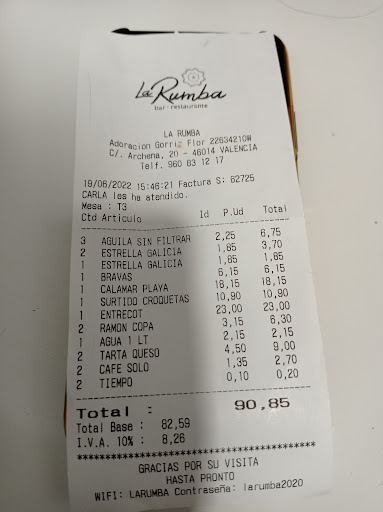 La Rumba
bar · restaurante
LA RUMBA
Adoracion Gorriz Flor 22634210W
C/. Archena, 20 - 46014 VALENCIA
Telf. 960 63 12 17
19/06/2022 15:46:21 Factura S: 62725
CARLA les ha atendido.
Mesa : T3
Ctd Articulo Id P.Ud Total
3 AGUILA SIN FILTRAR 2,25 6,75
2 ESTRELLA GALICIA 1,85 3,70
1 ESTRELLA GALICIA 1,85 1,85
1 BRAVAS 6,15 6,15
1 CALAMAR PLAYA 18,15 18,15
1 SURTIDO CROQUETAS 10,90 10,90
1 ENTRECOT 23,00 23,00
2 RAMON COPA 3,15 6,30
1 AGUA 1 LT 2,15 2,15
2 TARTA QUESO 4,50 9,00
2 CAFE SOLO 1,35 2,70
2 TIEMPO 0,10 0,20
Total : 90,85
Total Base : 82,59
I.V.A. 10% : 8,26
GRACIAS POR SU VISITA
HASTA PRONTO
WIFI: LARUMBA Contraseña: larumba2020